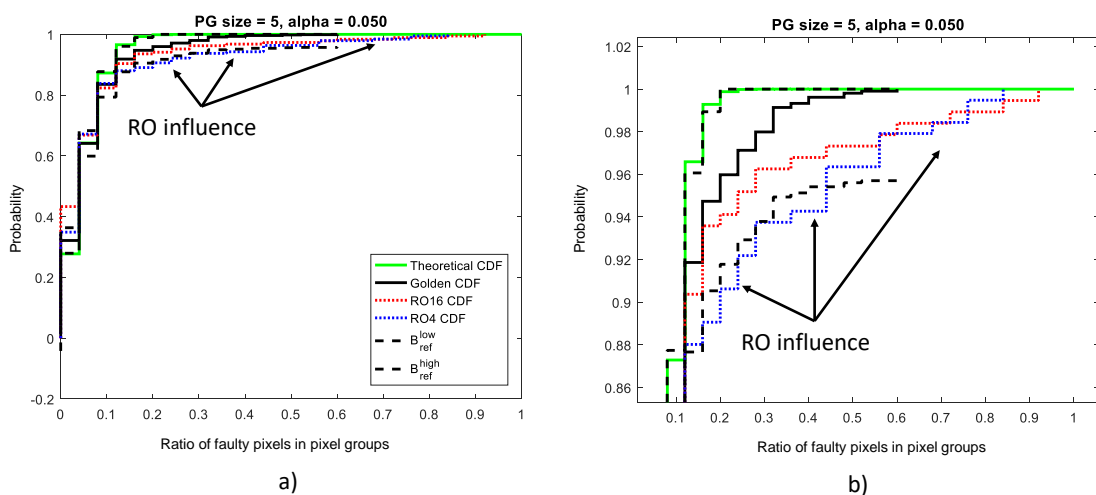 PG size = 5, alpha = 0.050
1
0.8
0.6
0.4
0.2
0
-0.2
Probability
RO influence
Theoretical CDF
Golden CDF
RO16 CDF
RO4 CDF
B low ref
B high ref
0 0.1 0.2 0.3 0.4 0.5 0.6 0.7 0.8 0.9 1
Ratio of faulty pixels in pixel groups
a)
PG size = 5, alpha = 0.050
1.02
1
0.98
0.96
0.94
0.92
0.9
0.88
0.86
Probability
RO influence
0.1 0.2 0.3 0.4 0.5 0.6 0.7 0.8 0.9 1
Ratio of faulty pixels in pixel groups
b)